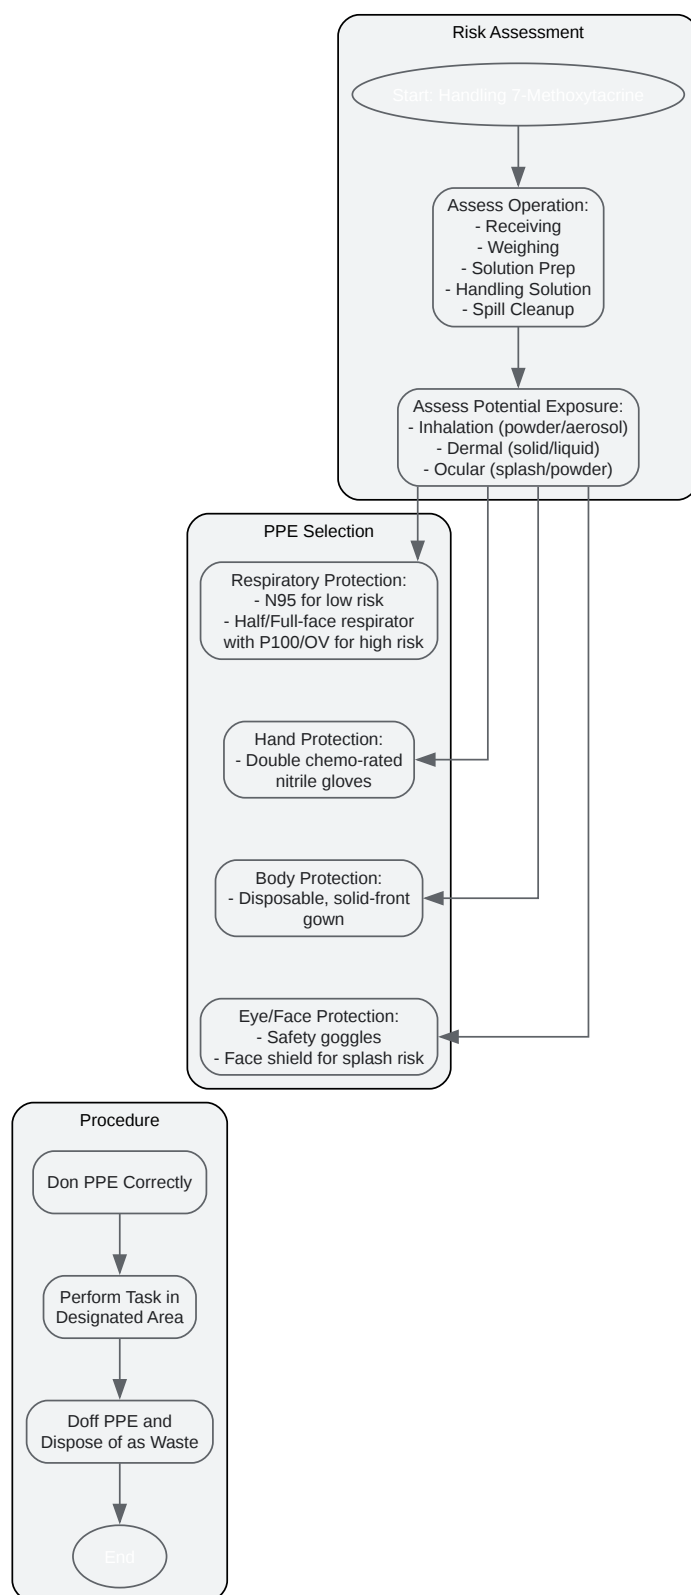 Risk Assessment
Start: Handling 7-Methoxytacrine
Assess Operation:
- Receiving
- Weighing
- Solution Prep
- Handling Solution
- Spill Cleanup
Assess Potential Exposure:
- Inhalation (powder/aerosol)
- Dermal (solid/liquid)
- Ocular (splash/powder)
PPE Selection
Respiratory Protection:
- N95 for low risk
- Half/Full-face respirator
with P100/OV for high risk
Hand Protection:
- Double chemo-rated
nitrile gloves
Body Protection:
- Disposable, solid-front
gown
Eye/Face Protection:
- Safety goggles
- Face shield for splash risk
Procedure
Don PPE Correctly
Perform Task in
Designated Area
Doff PPE and
Dispose of as Waste
End